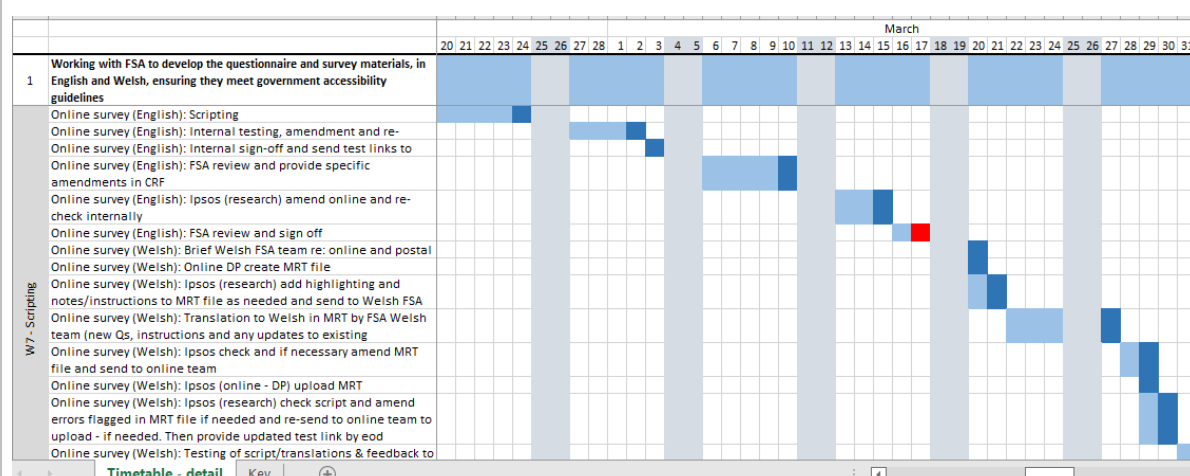 March
20 21 22 23 24 25 26 27 28 1 2 3 4 5 6 7 8 9 10 11 12 13 14 15 16 17 18 19 20 21 22 23 24 25 26 27 28 29 30 31
1
Working with FSA to develop the questionnaire and survey materials, in
English and Welsh, ensuring they meet government accessibility
guidelines
W7 - Scripting
Online survey (English): Scripting
Online survey (English): Internal testing, amendment and re-
Online survey (English): Internal sign-off and send test links to
Online survey (English): FSA review and provide specific
amendments in CRF
Online survey (English): Ipsos (research) amend online and re-
check internally
Online survey (English): FSA review and sign off
Online survey (Welsh): Brief Welsh FSA team re: online and postal
Online survey (Welsh): Online DP create MRT file
Online survey (Welsh): Ipsos (research) add highlighting and
notes/instructions to MRT file as needed and send to Welsh FSA
Online survey (Welsh): Translation to Welsh in MRT by FSA Welsh
team (new Qs, instructions and any updates to existing
Online survey (Welsh): Ipsos check and if necessary amend MRT
file and send to online team
Online survey (Welsh): Ipsos (online - DP) upload MRT
Online survey (Welsh): Ipsos (research) check script and amend
errors flagged in MRT file if needed and re-send to online team to
upload - if needed. Then provide updated test link by eod
Online survey (Welsh): Testing of script/translations & feedback to
Timetable - detail Key